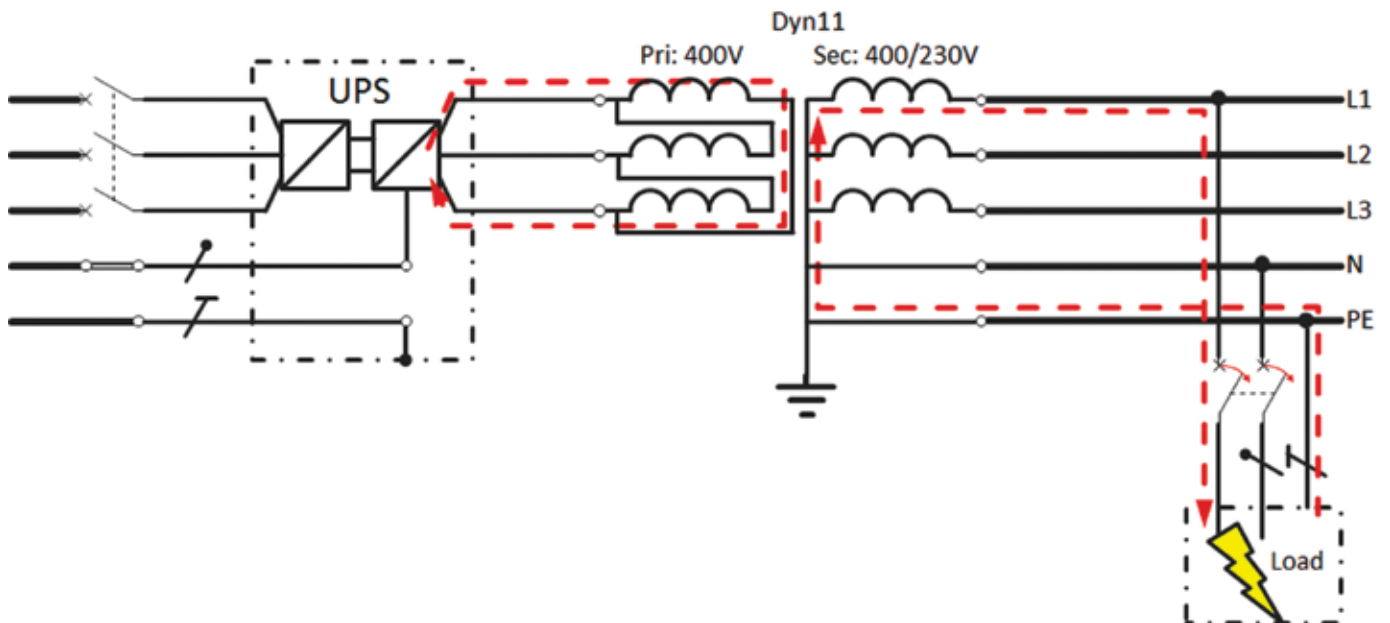 Dyn11
Pri: 400V
Sec: 400/230V
UPS
L1
L2
L3
N
PE
Load